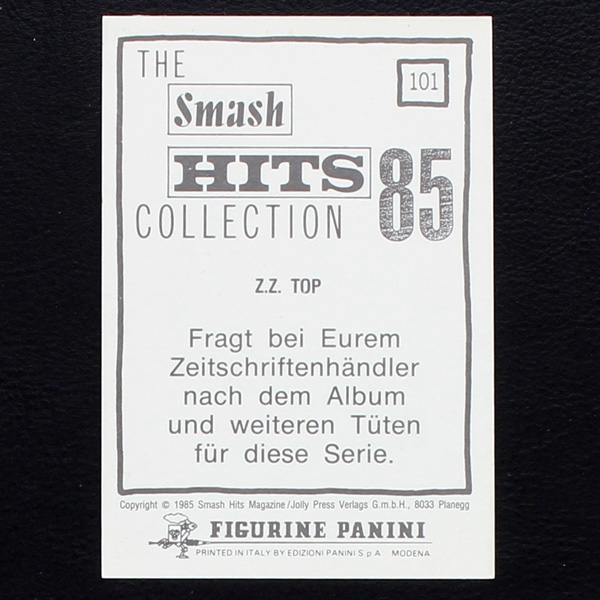 THE
101
Smash
HITS 85
COLLECTION
Z.Z. TOP
Fragt bei Eurem
Zeitschriftenhändler
nach dem Album
und weiteren Tüten
für diese Serie.
Copyright © 1985 Smash Hits Magazine/Jolly Press Verlags G.m.b.H., 8033 Planegg
FIGURINE PANINI
PRINTED IN ITALY BY EDIZIONI PANINI S.p.A. MODENA